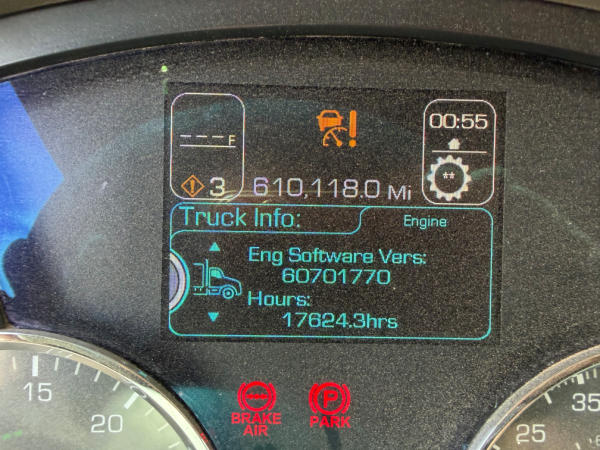 00:55
---F
**
3
610,118.0 Mi
Truck Info:
Engine
Eng Software Vers:
60701770
Hours:
17624.3hrs
BRAKE
AIR
P
PARK
15
20
25
35